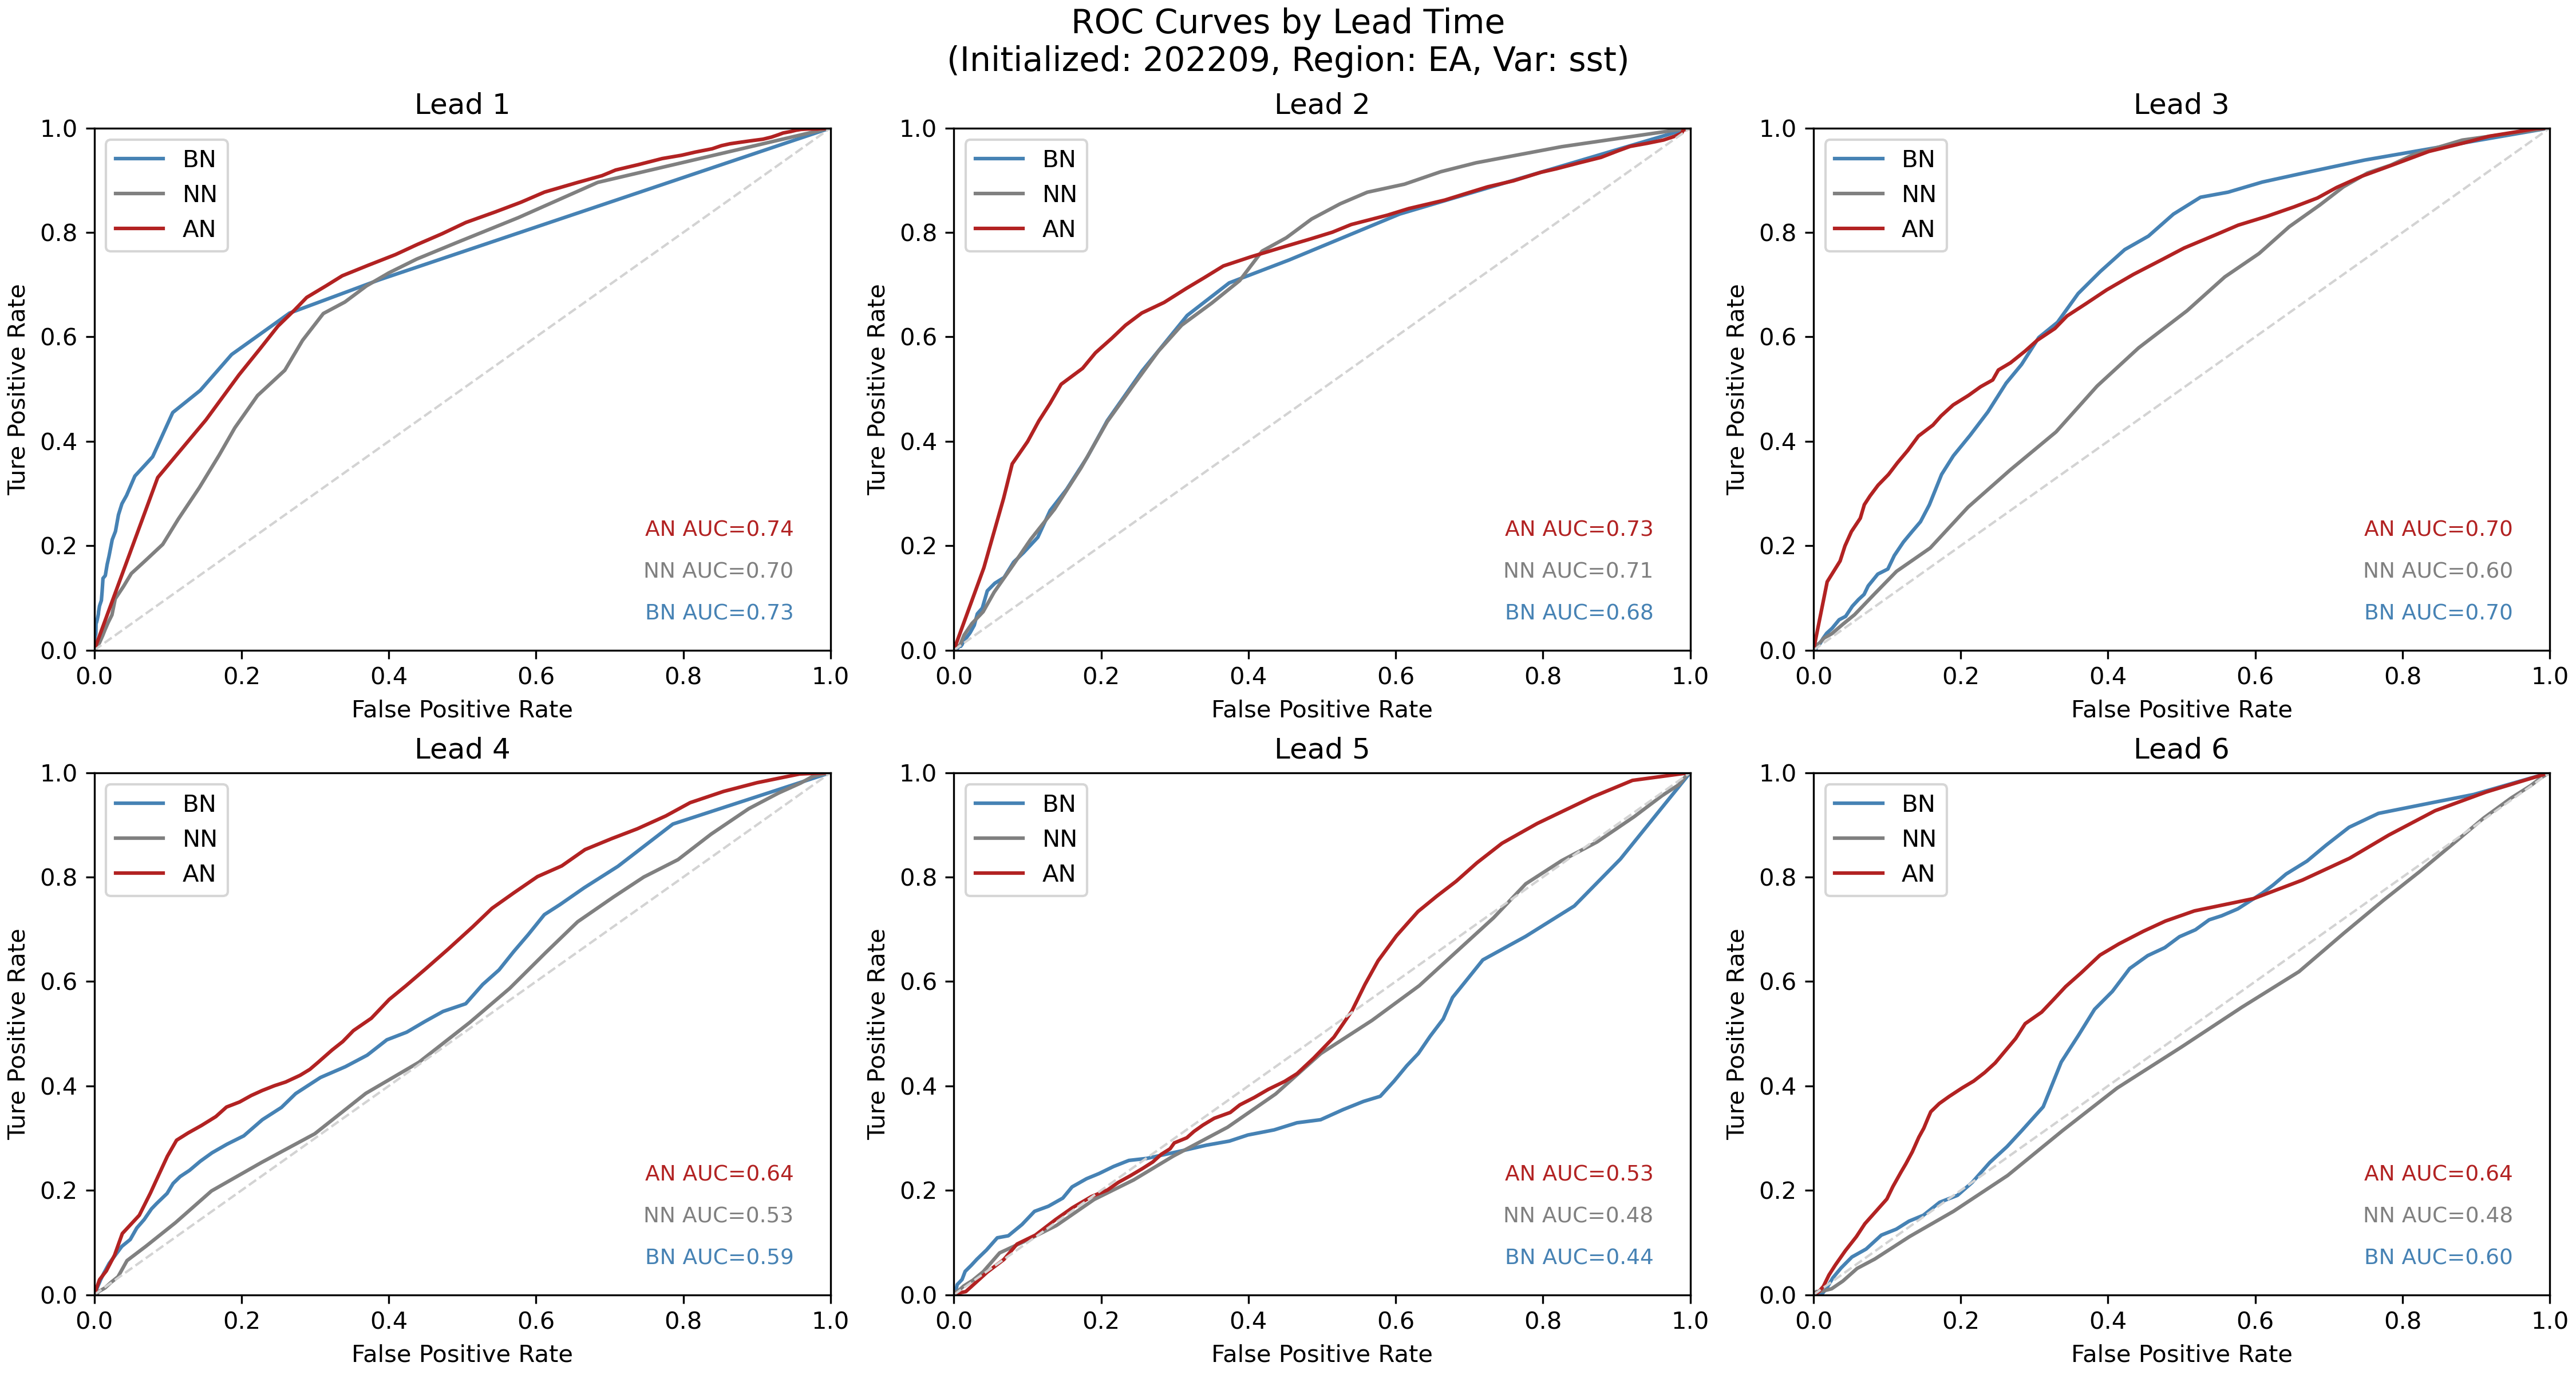 ROC Curves by Lead Time
(Initialized: 202209, Region: EA, Var: sst)
Lead 1
1.0
0.8
0.6
0.4
0.2
0.0
Ture Positive Rate
BN
NN
AN
AN AUC=0.74
NN AUC=0.70
BN AUC=0.73
0.0 0.2 0.4 0.6 0.8 1.0
False Positive Rate
Lead 2
1.0
0.8
0.6
0.4
0.2
0.0
Ture Positive Rate
BN
NN
AN
AN AUC=0.73
NN AUC=0.71
BN AUC=0.68
0.0 0.2 0.4 0.6 0.8 1.0
False Positive Rate
Lead 3
1.0
0.8
0.6
0.4
0.2
0.0
Ture Positive Rate
BN
NN
AN
AN AUC=0.70
NN AUC=0.60
BN AUC=0.70
0.0 0.2 0.4 0.6 0.8 1.0
False Positive Rate
Lead 4
1.0
0.8
0.6
0.4
0.2
0.0
Ture Positive Rate
BN
NN
AN
AN AUC=0.64
NN AUC=0.53
BN AUC=0.59
0.0 0.2 0.4 0.6 0.8 1.0
False Positive Rate
Lead 5
1.0
0.8
0.6
0.4
0.2
0.0
Ture Positive Rate
BN
NN
AN
AN AUC=0.53
NN AUC=0.48
BN AUC=0.44
0.0 0.2 0.4 0.6 0.8 1.0
False Positive Rate
Lead 6
1.0
0.8
0.6
0.4
0.2
0.0
Ture Positive Rate
BN
NN
AN
AN AUC=0.64
NN AUC=0.48
BN AUC=0.60
0.0 0.2 0.4 0.6 0.8 1.0
False Positive Rate